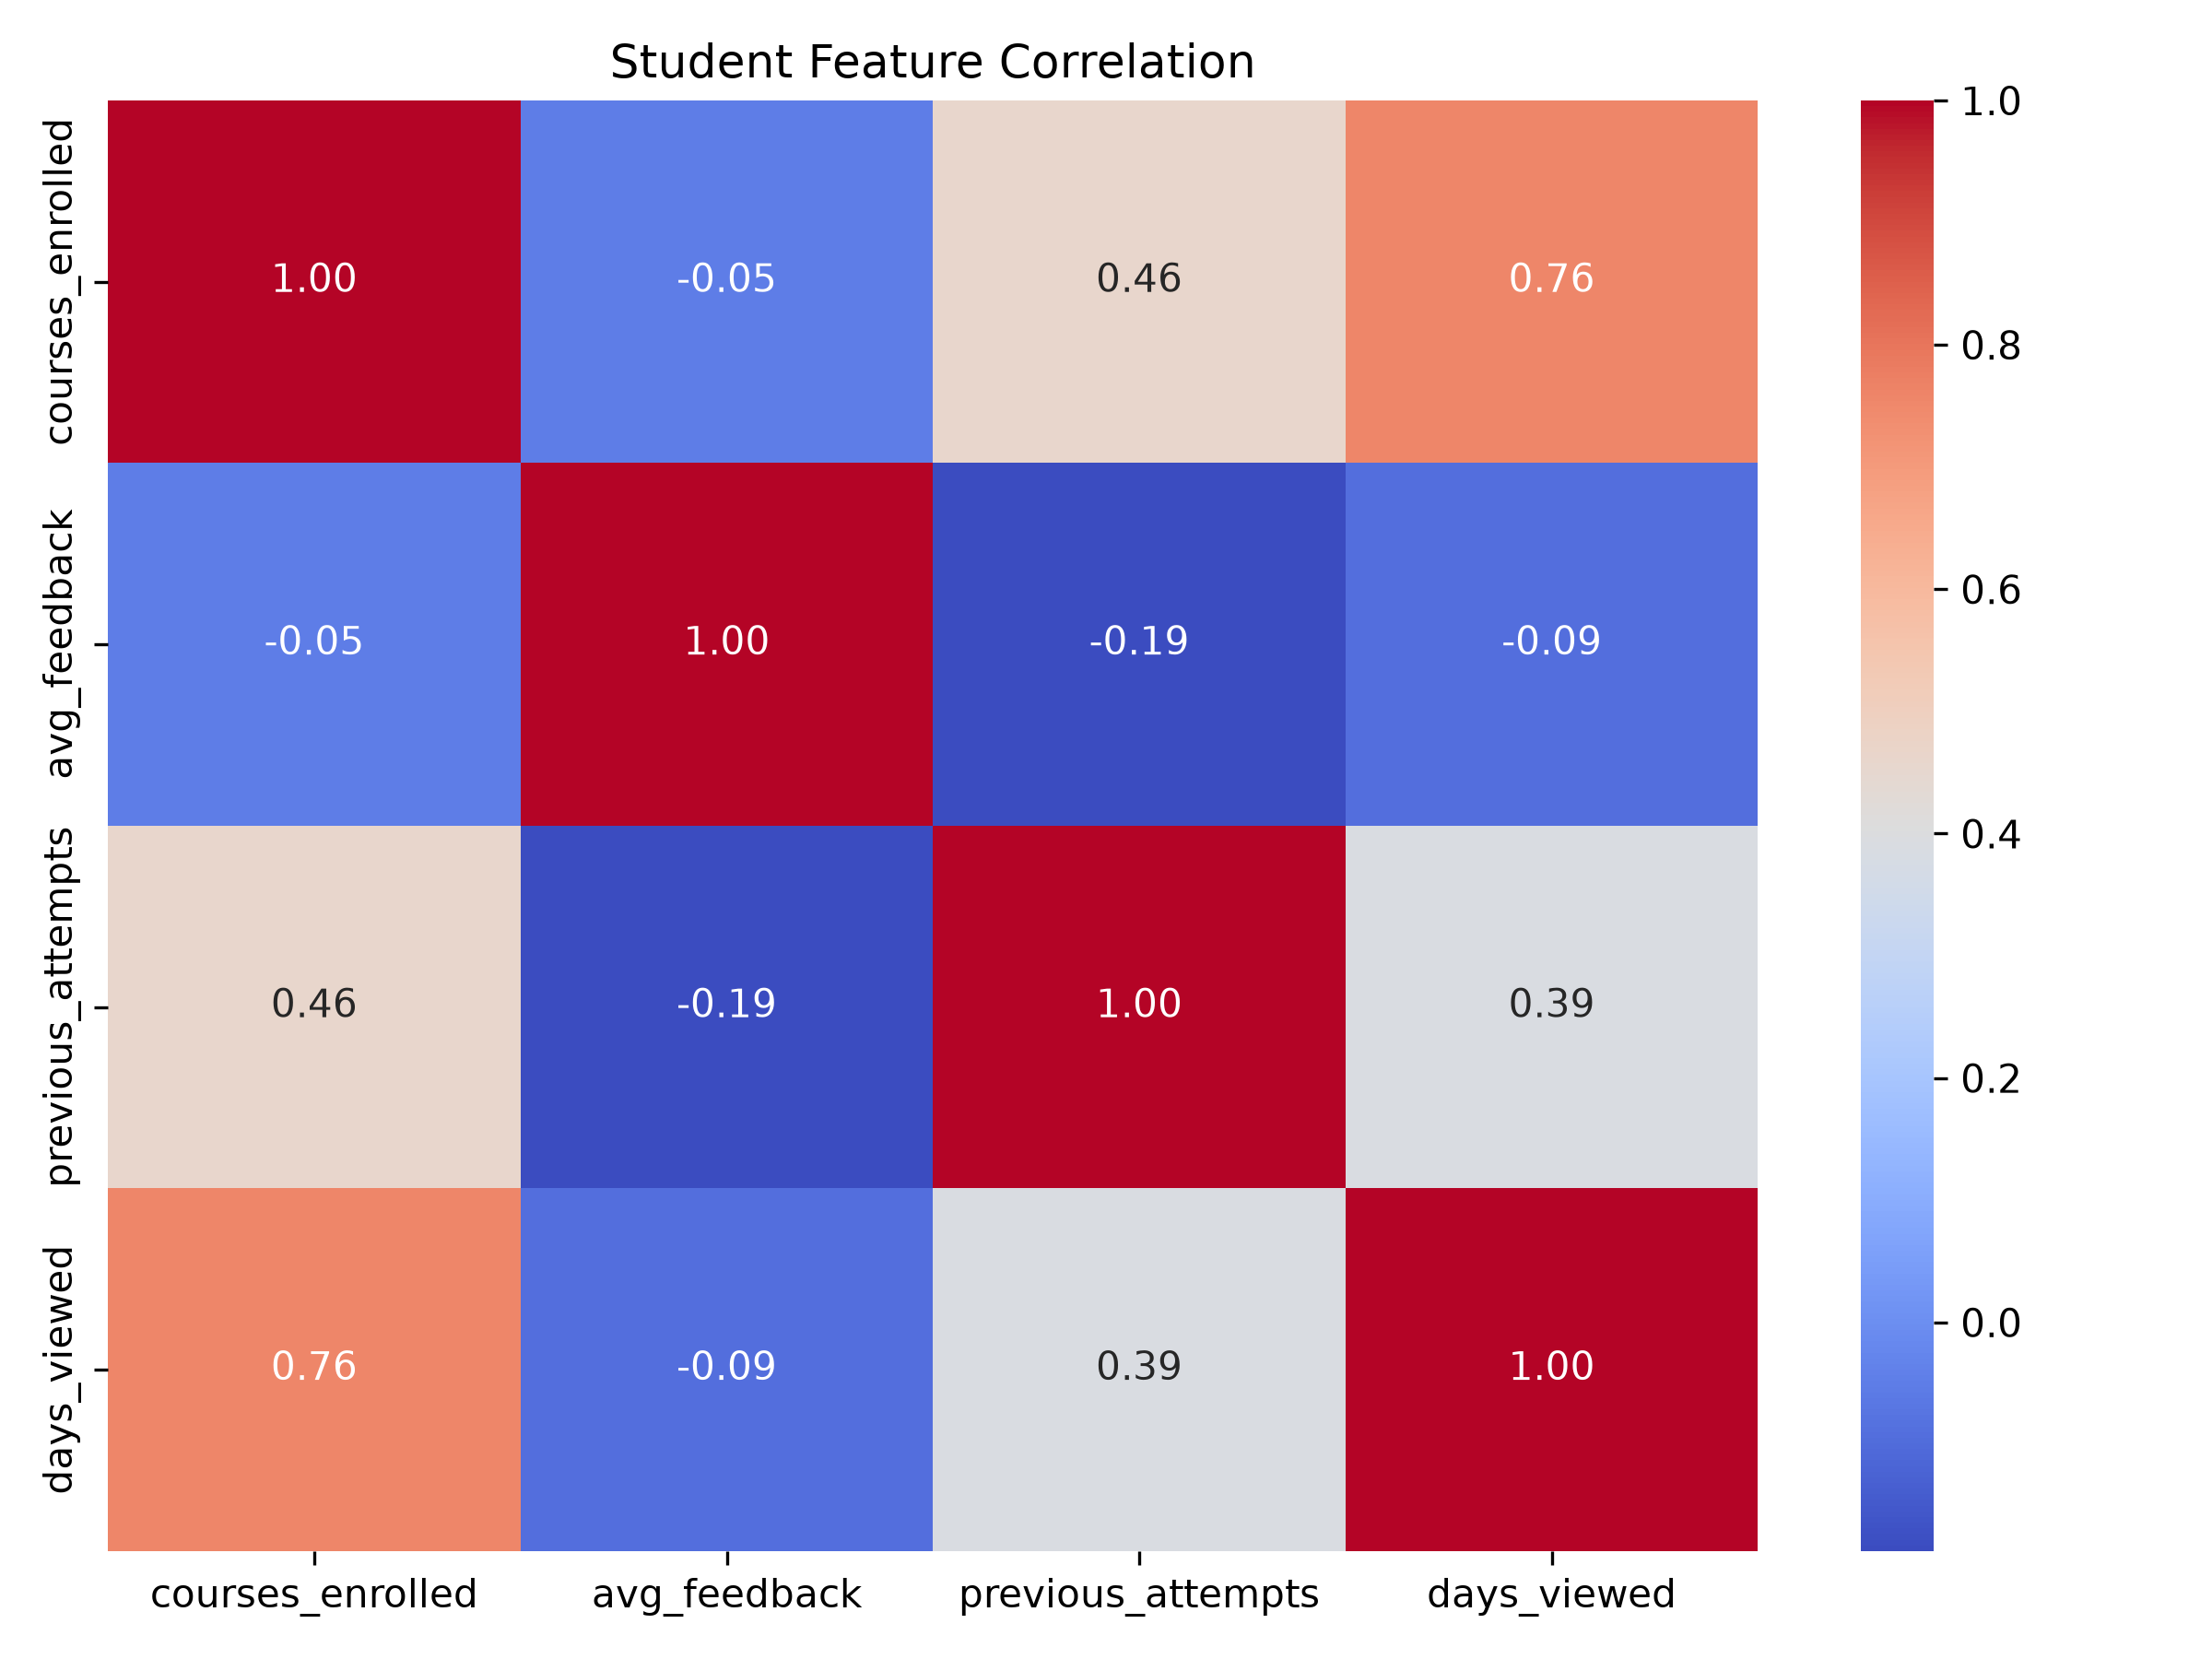 Student Feature Correlation
courses_enrolled
1.00 -0.05 0.46 0.76
avg_feedback
-0.05 1.00 -0.19 -0.09
previous_attempts
0.46 -0.19 1.00 0.39
days_viewed
0.76 -0.09 0.39 1.00
courses_enrolled avg_feedback previous_attempts days_viewed
1.0
0.8
0.6
0.4
0.2
0.0